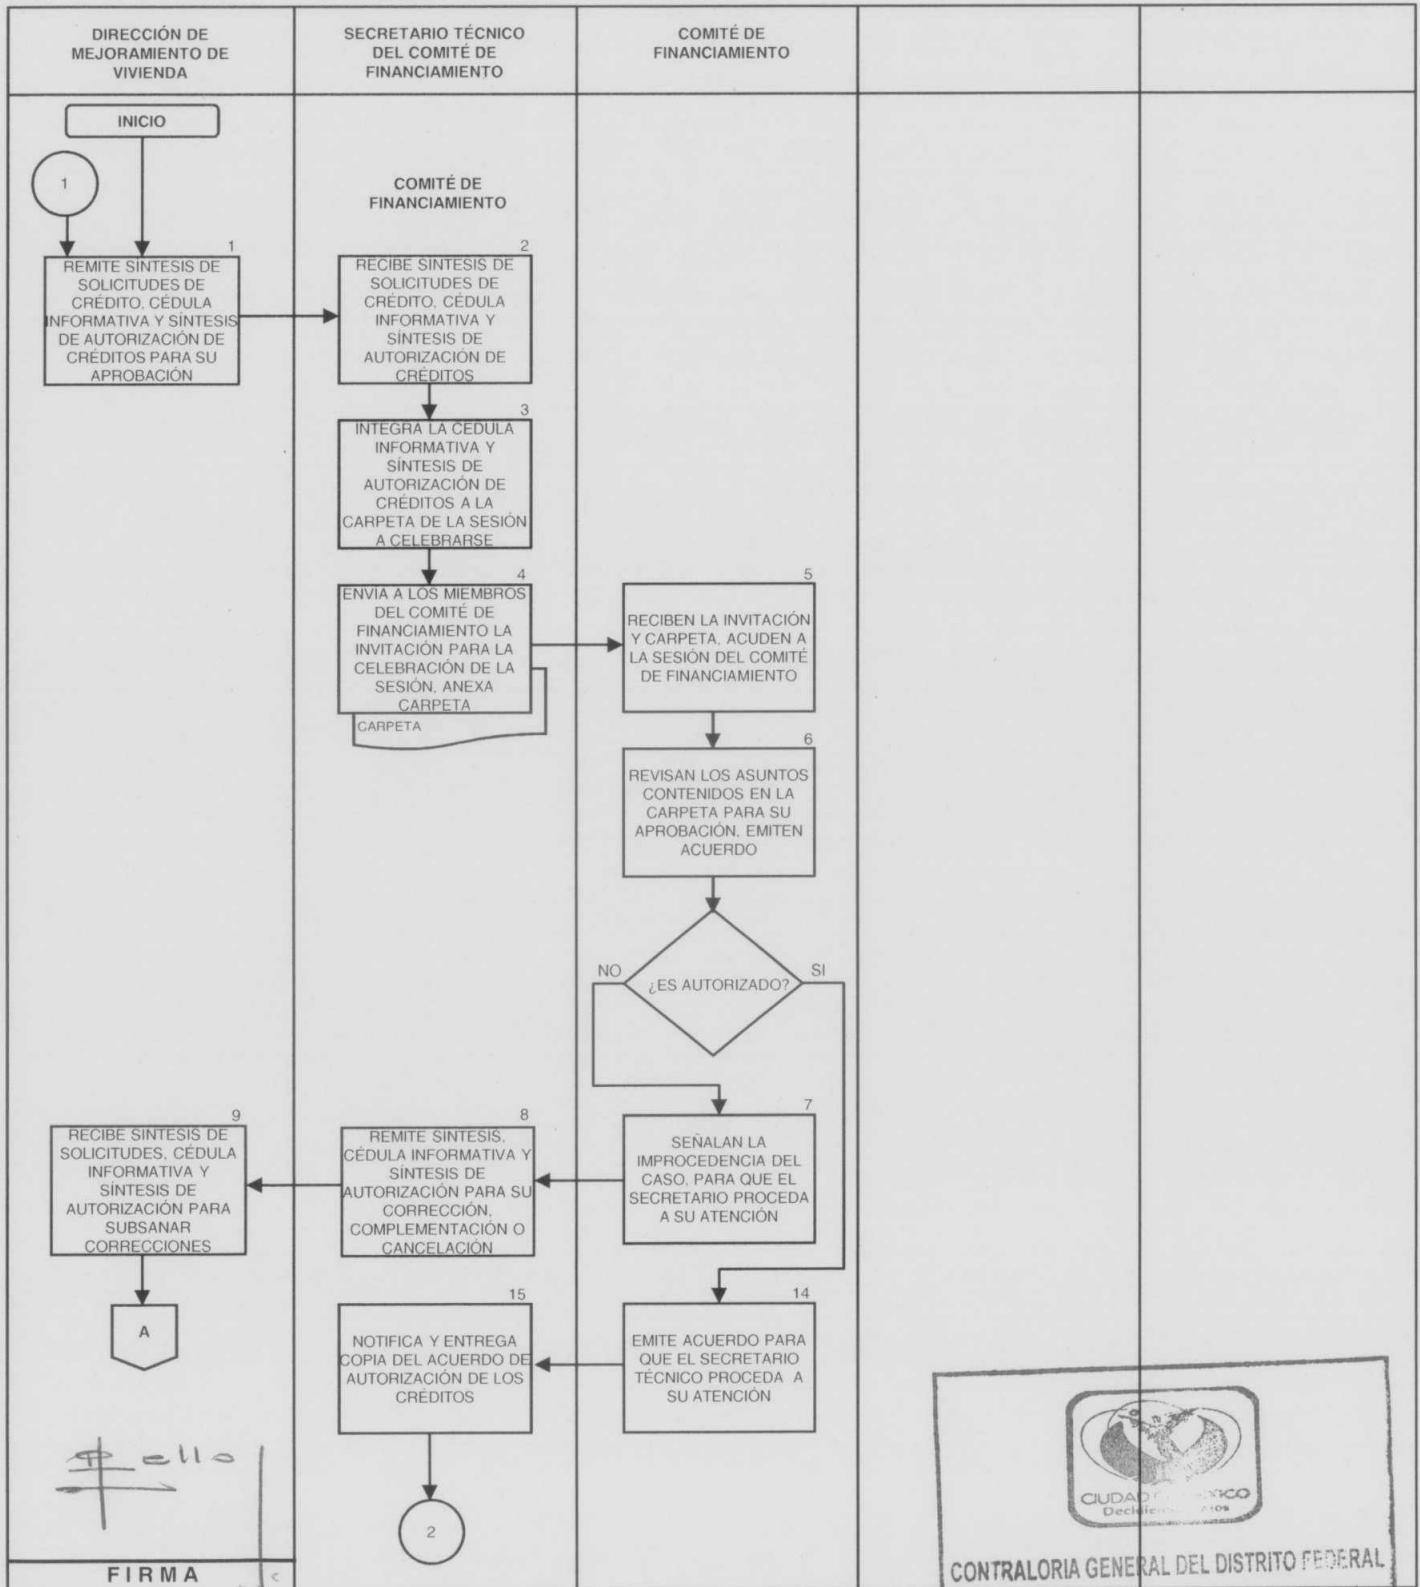 DIRECCIÓN DE
MEJORAMIENTO DE
VIVIENDA
SECRETARIO TÉCNICO
DEL COMITÉ DE
FINANCIAMIENTO
COMITÉ DE
FINANCIAMIENTO
INICIO
1
COMITÉ DE
FINANCIAMIENTO
1
REMITE SÍNTESIS DE
SOLICITUDES DE
CRÉDITO, CÉDULA
INFORMATIVA Y SÍNTESIS
DE AUTORIZACIÓN DE
CRÉDITOS PARA SU
APROBACIÓN
2
RECIBE SÍNTESIS DE
SOLICITUDES DE
CRÉDITO, CÉDULA
INFORMATIVA Y
SÍNTESIS DE
AUTORIZACIÓN DE
CRÉDITOS
3
INTEGRA LA CÉDULA
INFORMATIVA Y
SÍNTESIS DE
AUTORIZACIÓN DE
CRÉDITOS A LA
CARPETA DE LA SESIÓN
A CELEBRARSE
4
ENVÍA A LOS MIEMBROS
DEL COMITÉ DE
FINANCIAMIENTO LA
INVITACIÓN PARA LA
CELEBRACIÓN DE LA
SESIÓN, ANEXA
CARPETA
CARPETA
5
RECIBEN LA INVITACIÓN
Y CARPETA, ACUDEN A
LA SESIÓN DEL COMITÉ
DE FINANCIAMIENTO
6
REVISAN LOS ASUNTOS
CONTENIDOS EN LA
CARPETA PARA SU
APROBACIÓN, EMITEN
ACUERDO
NO
¿ES AUTORIZADO?
SI
7
SEÑALAN LA
IMPROCEDENCIA DEL
CASO, PARA QUE EL
SECRETARIO PROCEDA
A SU ATENCIÓN
8
REMITE SÍNTESIS,
CÉDULA INFORMATIVA Y
SÍNTESIS DE
AUTORIZACIÓN PARA SU
CORRECCIÓN,
COMPLEMENTACIÓN O
CANCELACIÓN
9
RECIBE SINTESIS DE
SOLICITUDES, CÉDULA
INFORMATIVA Y
SÍNTESIS DE
AUTORIZACIÓN PARA
SUBSANAR
CORRECCIONES
A
14
EMITE ACUERDO PARA
QUE EL SECRETARIO
TÉCNICO PROCEDA A
SU ATENCIÓN
15
NOTIFICA Y ENTREGA
COPIA DEL ACUERDO DE
AUTORIZACIÓN DE LOS
CRÉDITOS
2
FIRMA
CIUDAD
CONTRALORIA GENERAL DEL DISTRITO FEDERAL